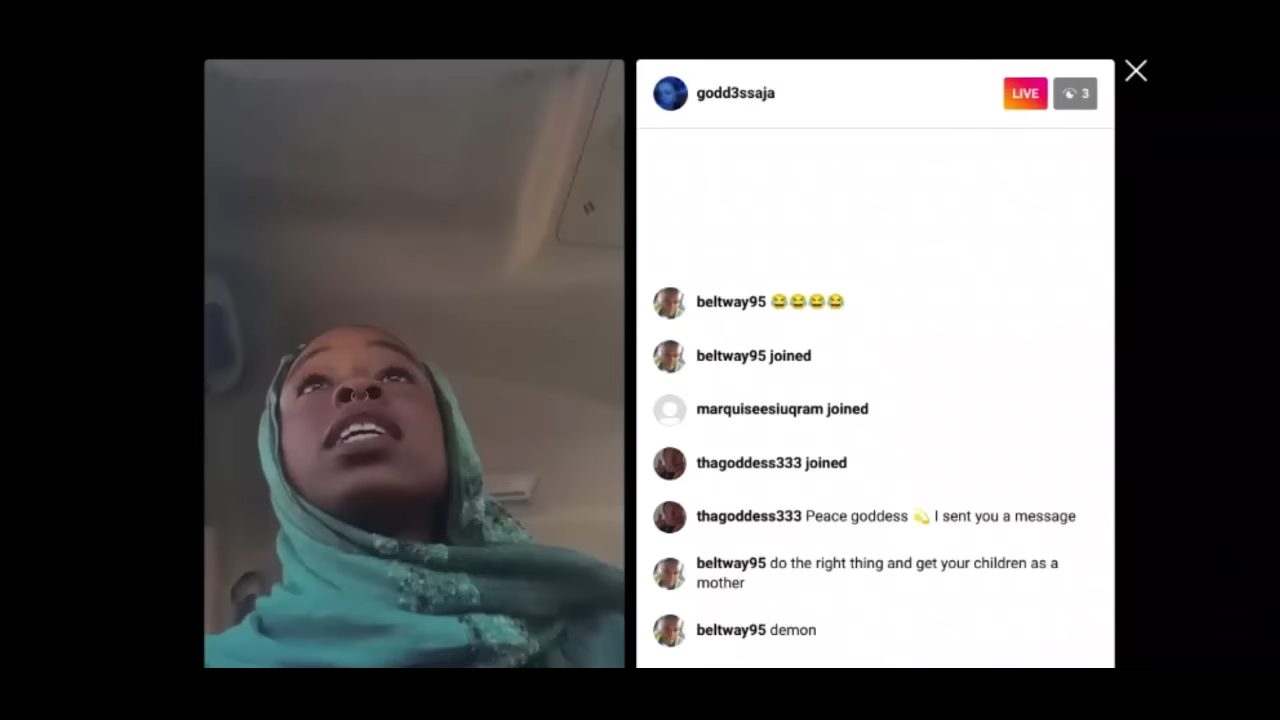 godd3ssaja
LIVE
3
beltway95 😂😂😂😂
beltway95 joined
marquiseesiuqram joined
thagoddess333 joined
thagoddess333 Peace goddess 💫 I sent you a message
beltway95 do the right thing and get your children as a
mother
beltway95 demon